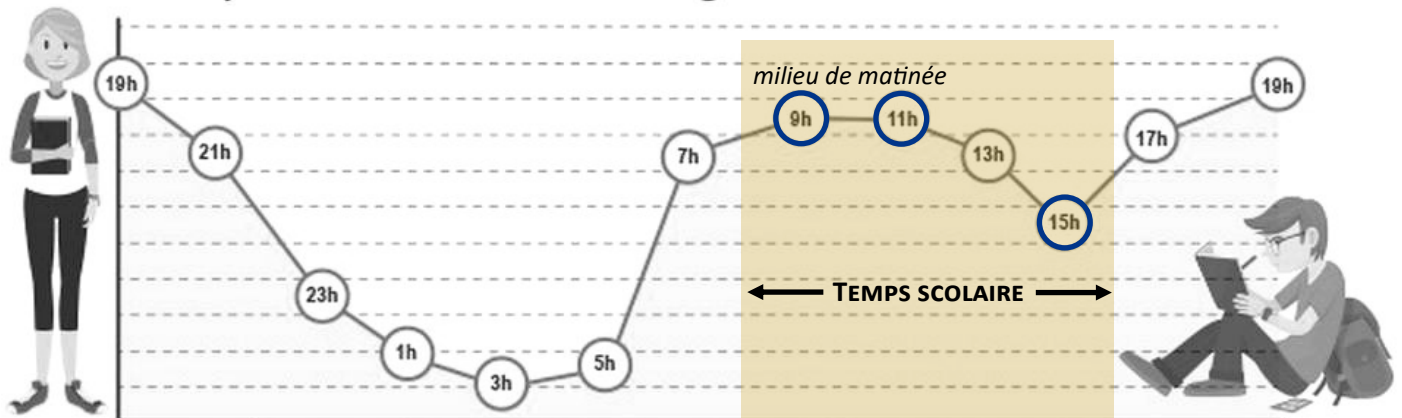 milieu de matinée
19h
21h
23h
1h
3h
5h
7h
9h
11h
13h
15h
17h
19h
TEMPS SCOLAIRE